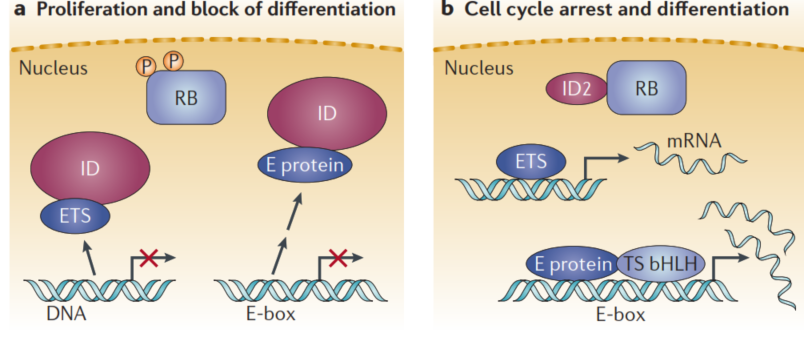 a Proliferation and block of differentiation
Nucleus
P P
RB
ID
E protein
ID
ETS
DNA
E-box
b Cell cycle arrest and differentiation
Nucleus
ID2 RB
mRNA
ETS
E protein TS bHLH
E-box